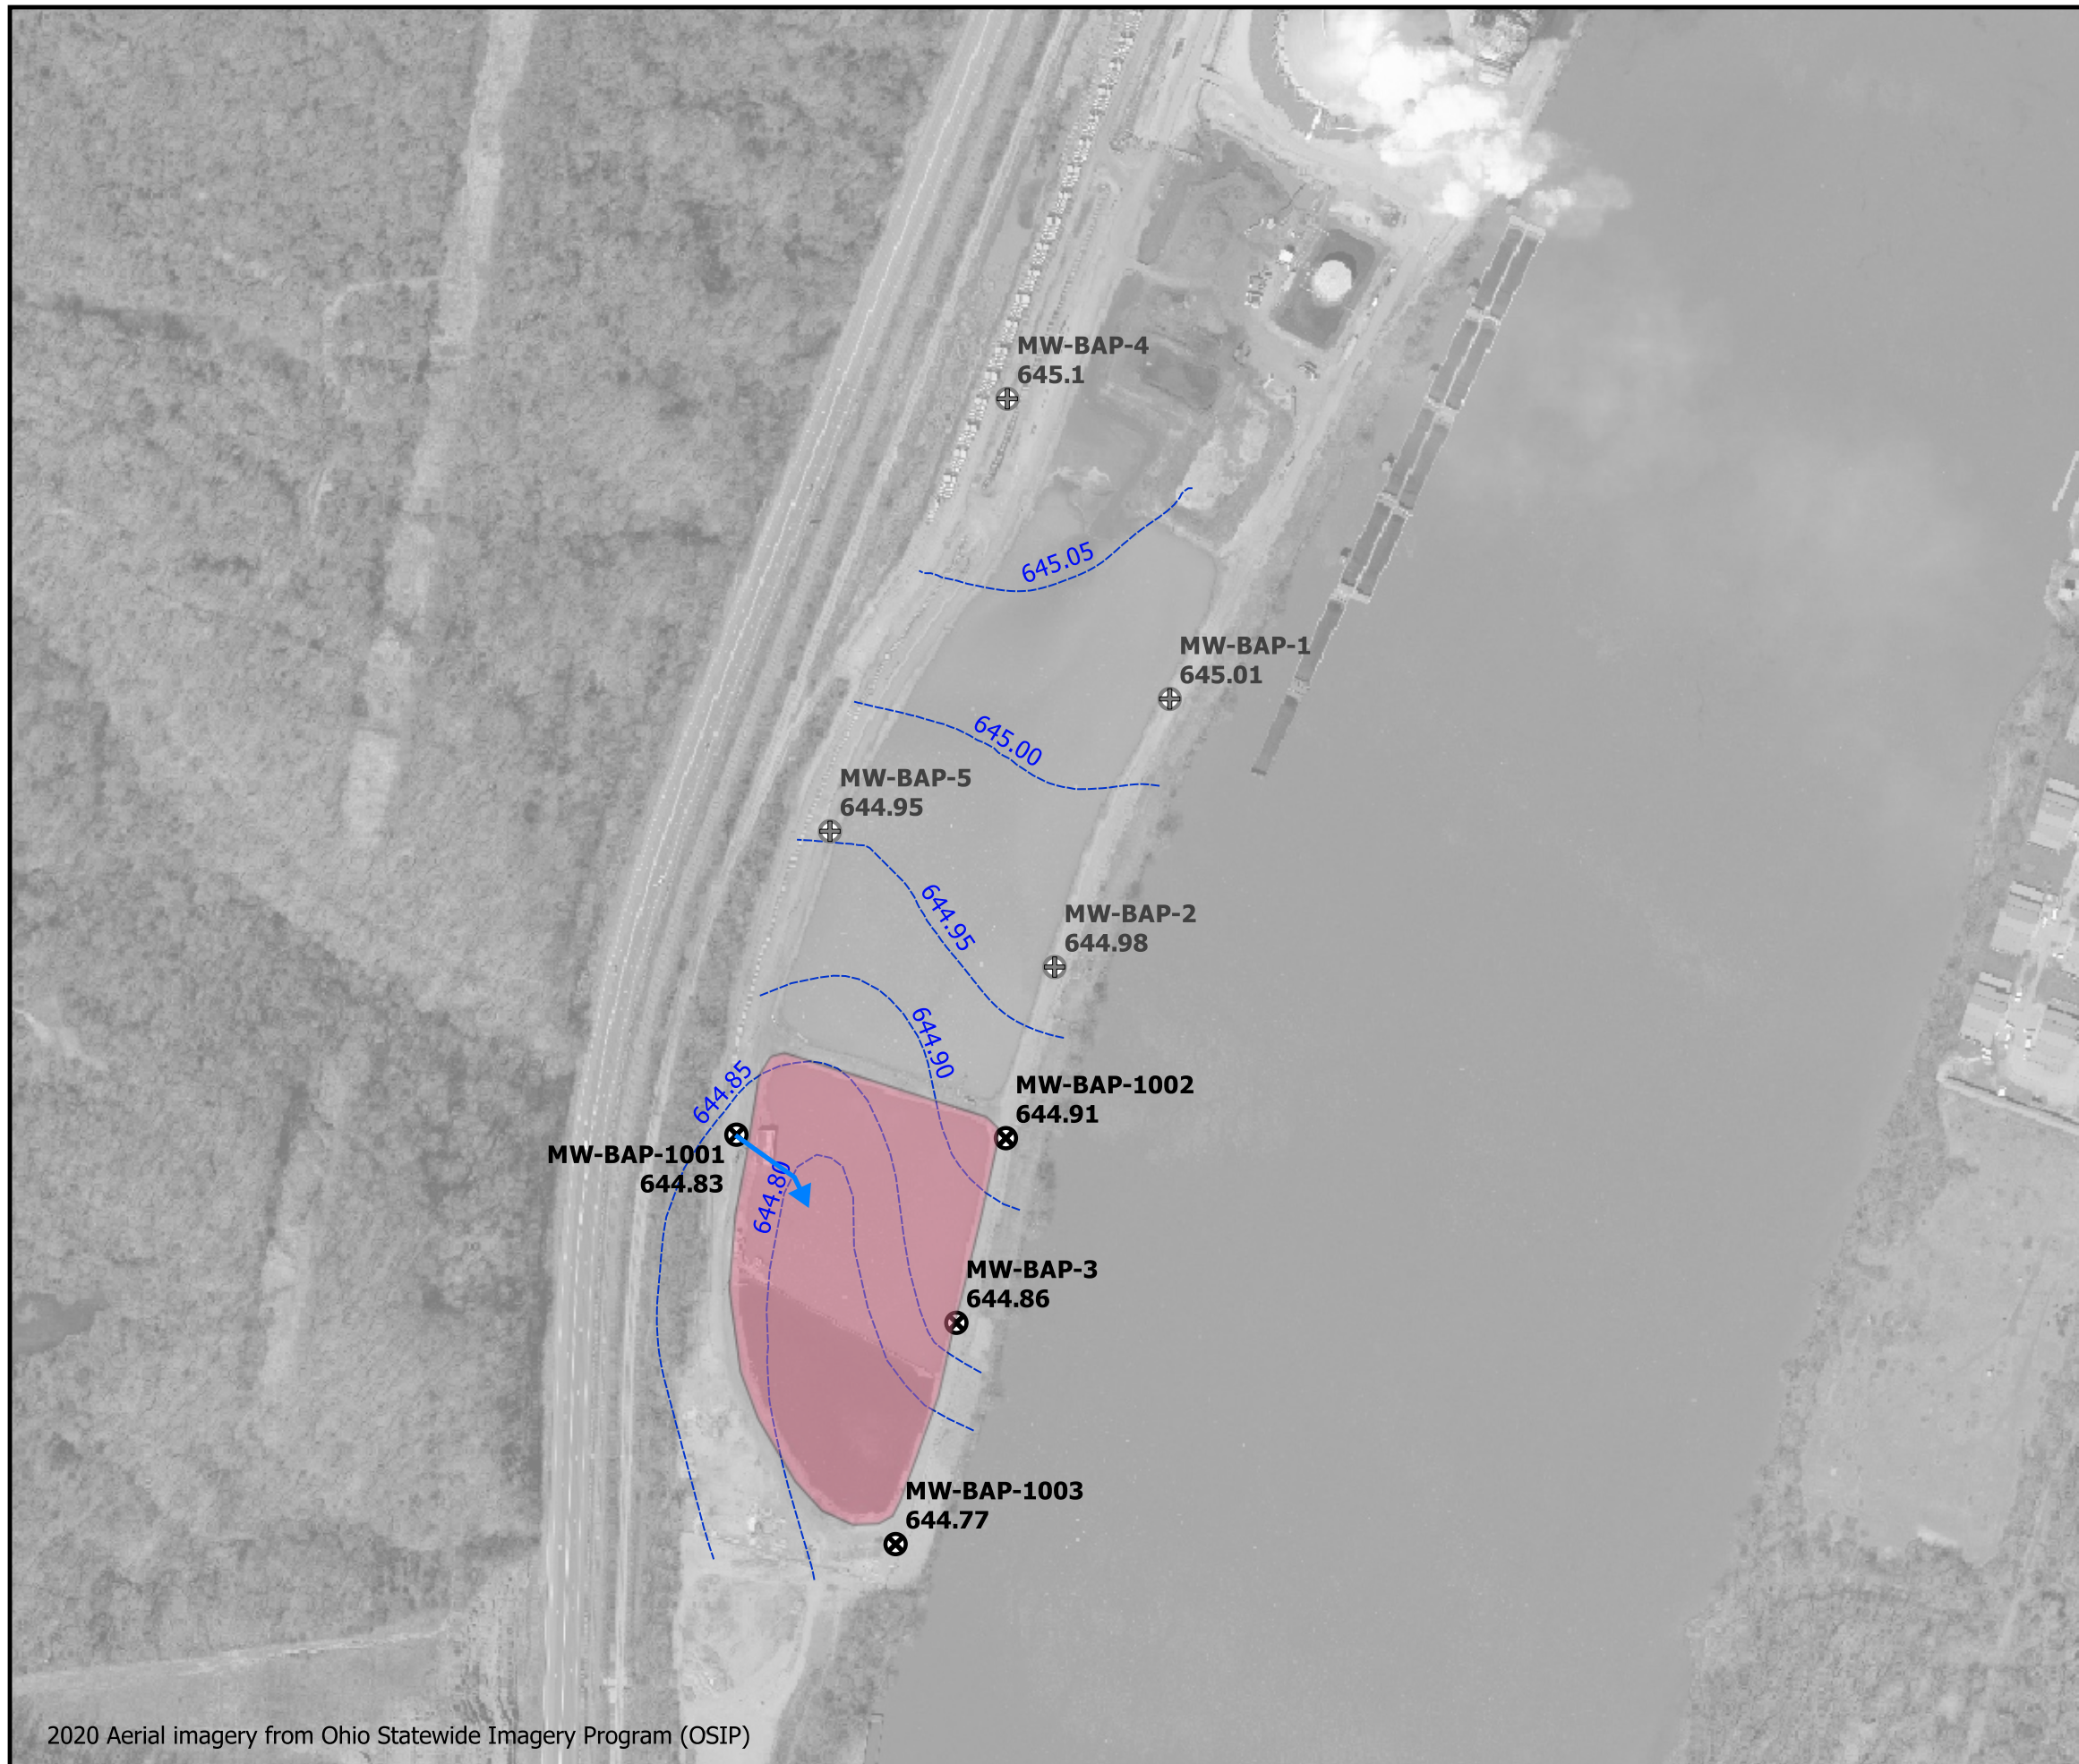 MW-BAP-4
645.1
645.05
MW-BAP-1
645.01
645.00
MW-BAP-5
644.95
644.95
MW-BAP-2
644.98
644.90
644.85
MW-BAP-1002
644.91
MW-BAP-1001
644.83
644.80
MW-BAP-3
644.86
MW-BAP-1003
644.77
2020 Aerial imagery from Ohio Statewide Imagery Program (OSIP)